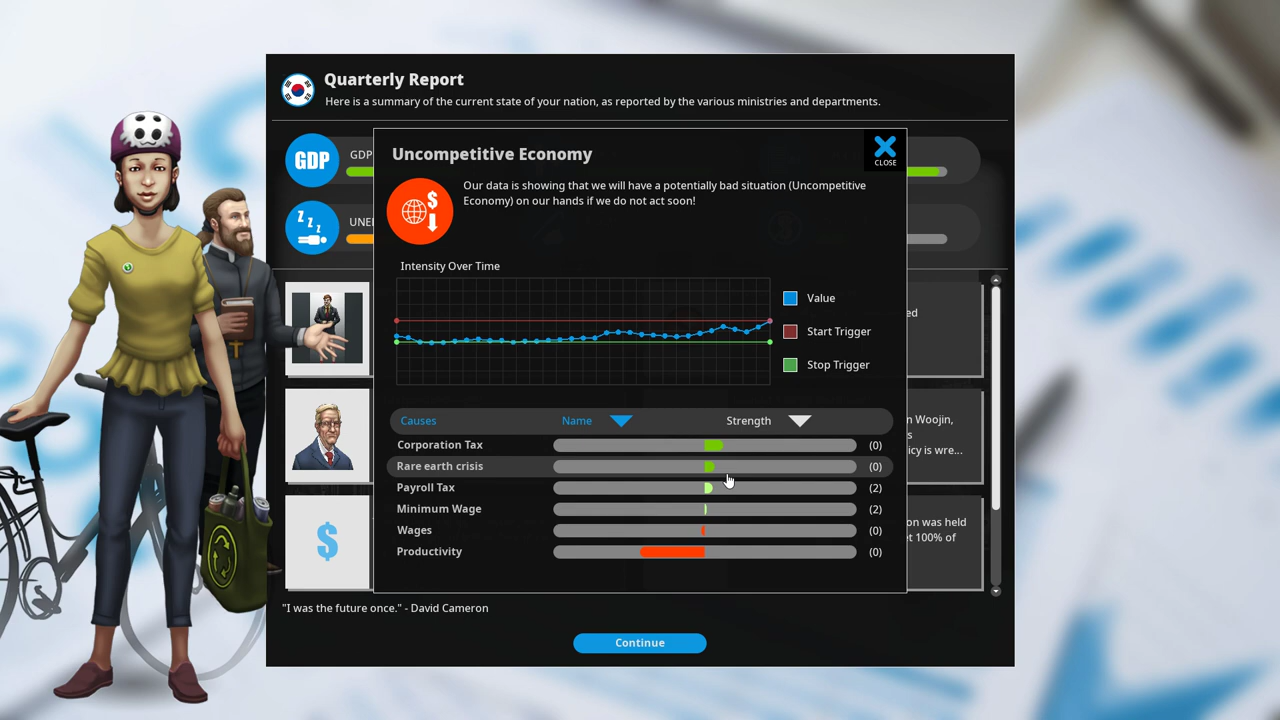 Quarterly Report
Here is a summary of the current state of your nation, as reported by the various ministries and departments.
GDP
GDP
Uncompetitive Economy
CLOSE
Our data is showing that we will have a potentially bad situation (Uncompetitive
Economy) on our hands if we do not act soon!
Z Z Z
UNE
$
Intensity Over Time
Value
Start Trigger
Stop Trigger
Causes
Name
Strength
Corporation Tax
(0)
Rare earth crisis
(0)
Payroll Tax
(2)
Minimum Wage
(2)
Wages
(0)
Productivity
(0)
ed
n Woojin,
s
icy is wre...
on was held
et 100% of
$
"I was the future once." - David Cameron
Continue